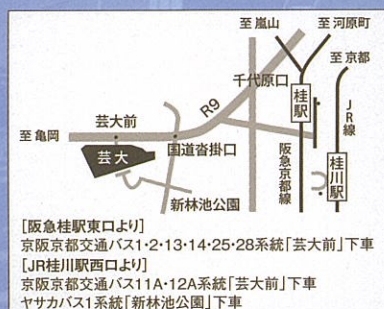 至嵐山
至河原町
至京都
千代原口
R9
桂駅
JR線
芸大前
至亀岡
芸大
国道沓掛口
阪急京都線
桂川駅
新林池公園
[阪急桂駅東口より]
京阪京都交通バス1・2・13・14・25・28系統「芸大前」下車
[JR桂川駅西口より]
京阪京都交通バス11A・12A系統「芸大前」下車
ヤサカバス1系統「新林池公園」下車